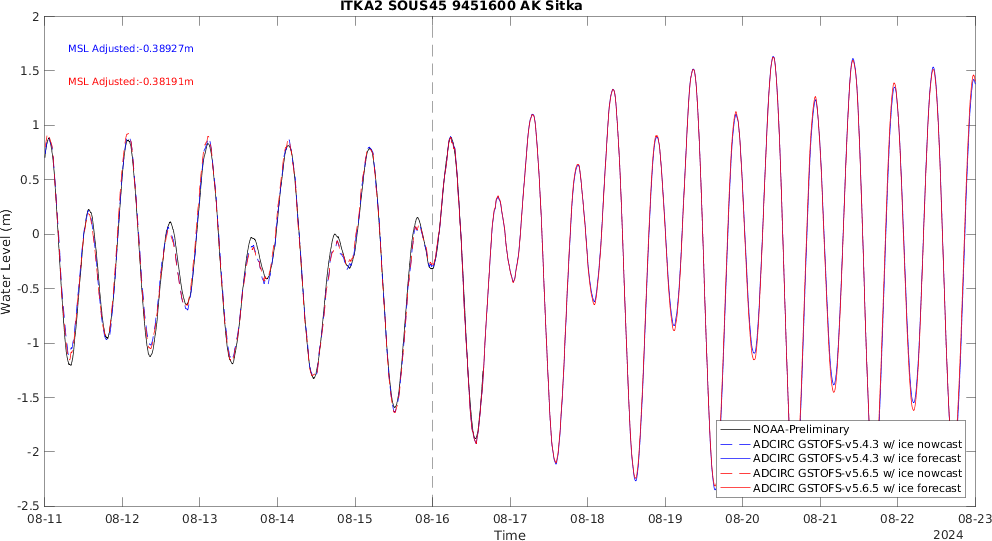 ITKA2 SOUS45 9451600 AK Sitka
MSL Adjusted:-0.38927m
MSL Adjusted:-0.38191m
Water Level (m)
2
1.5
1
0.5
0
-0.5
-1
-1.5
-2
-2.5
NOAA-Preliminary
ADCIRC GSTOFS-v5.4.3 w/ ice nowcast
ADCIRC GSTOFS-v5.4.3 w/ ice forecast
ADCIRC GSTOFS-v5.6.5 w/ ice nowcast
ADCIRC GSTOFS-v5.6.5 w/ ice forecast
08-11 08-12 08-13 08-14 08-15 08-16 08-17 08-18 08-19 08-20 08-21 08-22 08-23
Time
2024